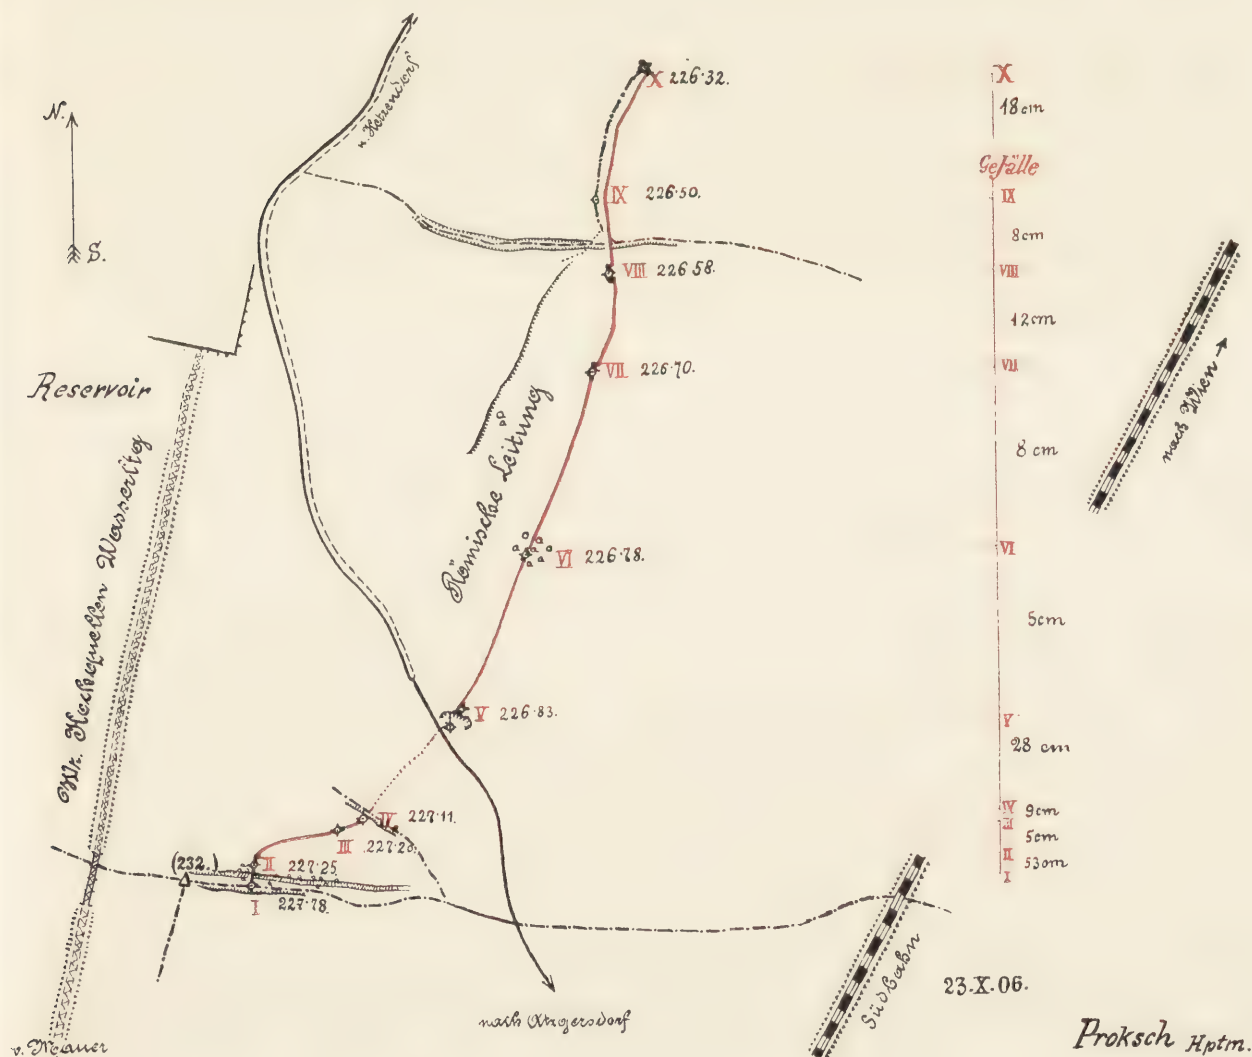 N.
S.
n. Hetzendorf
X 226·32.
IX 226·50.
VIII 226·58.
VII. 226·70.
VI 226·78.
V 226·83.
IV 227·11.
III 227·20
II 227·25.
I 227·78.
(232.)
Reservoir
Wr. Hochquellen Wasserltg
v. Mauer
Römische Leitung
nach Atzgersdorf
X
18 cm
Gefälle
IX
8 cm
VIII
12 cm
VII
8 cm
VI
5 cm
V
28 cm
IV
9 cm
III
5 cm
II
53 cm
I
nach Wien
Südbahn
23.X.06.
Proksch Hptm.